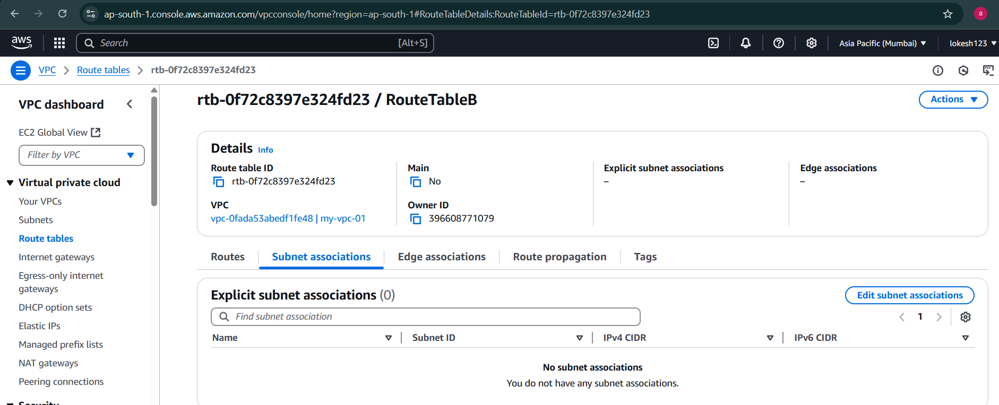 ap-south-1.console.aws.amazon.com/vpcconsole/home?region=ap-south-1#RouteTableDetails:RouteTableId=rtb-0f72c8397e324fd23
a
aws
Search
[Alt+S]
Asia Pacific (Mumbai)
lokesh123
VPC
Route tables
rtb-0f72c8397e324fd23
VPC dashboard
EC2 Global View
Filter by VPC
Virtual private cloud
Your VPCs
Subnets
Route tables
Internet gateways
Egress-only internet
gateways
DHCP option sets
Elastic IPs
Managed prefix lists
NAT gateways
Peering connections
Security
rtb-0f72c8397e324fd23 / RouteTableB
Actions
Details Info
Route table ID
rtb-0f72c8397e324fd23
Main
No
Explicit subnet associations
–
Edge associations
–
VPC
vpc-0fada53abedf1fe48 | my-vpc-01
Owner ID
396608771079
Routes
Subnet associations
Edge associations
Route propagation
Tags
Explicit subnet associations (0)
Edit subnet associations
Find subnet association
1
Name
Subnet ID
IPv4 CIDR
IPv6 CIDR
No subnet associations
You do not have any subnet associations.